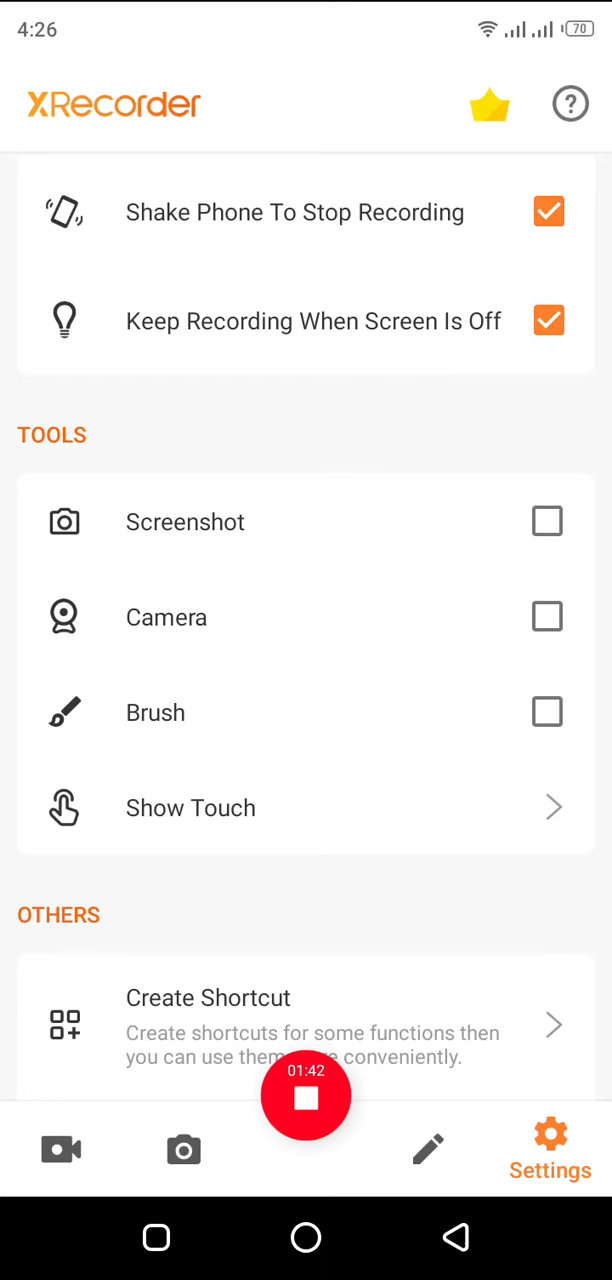 4:26
70
XRecorder
?
Shake Phone To Stop Recording
Keep Recording When Screen Is Off
TOOLS
Screenshot
Camera
Brush
Show Touch
OTHERS
Create Shortcut
Create shortcuts for some functions then
you can use them conveniently.
01:42
Settings